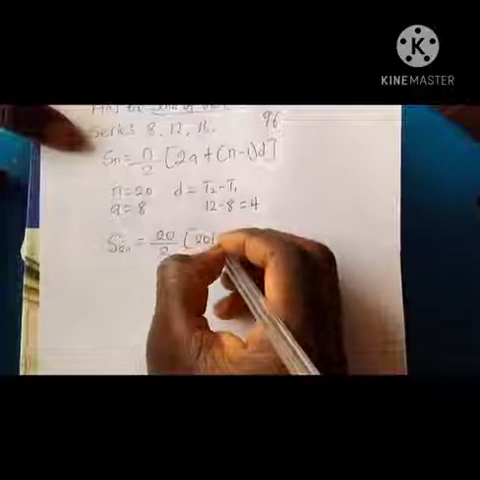 K
KINEMASTER
96
Series 8, 12, 16.
Sn = n/2 [2a + (n-1)d]
n=20 d = T2-T1
a=8 12-8=4
S20 = 20/2 [